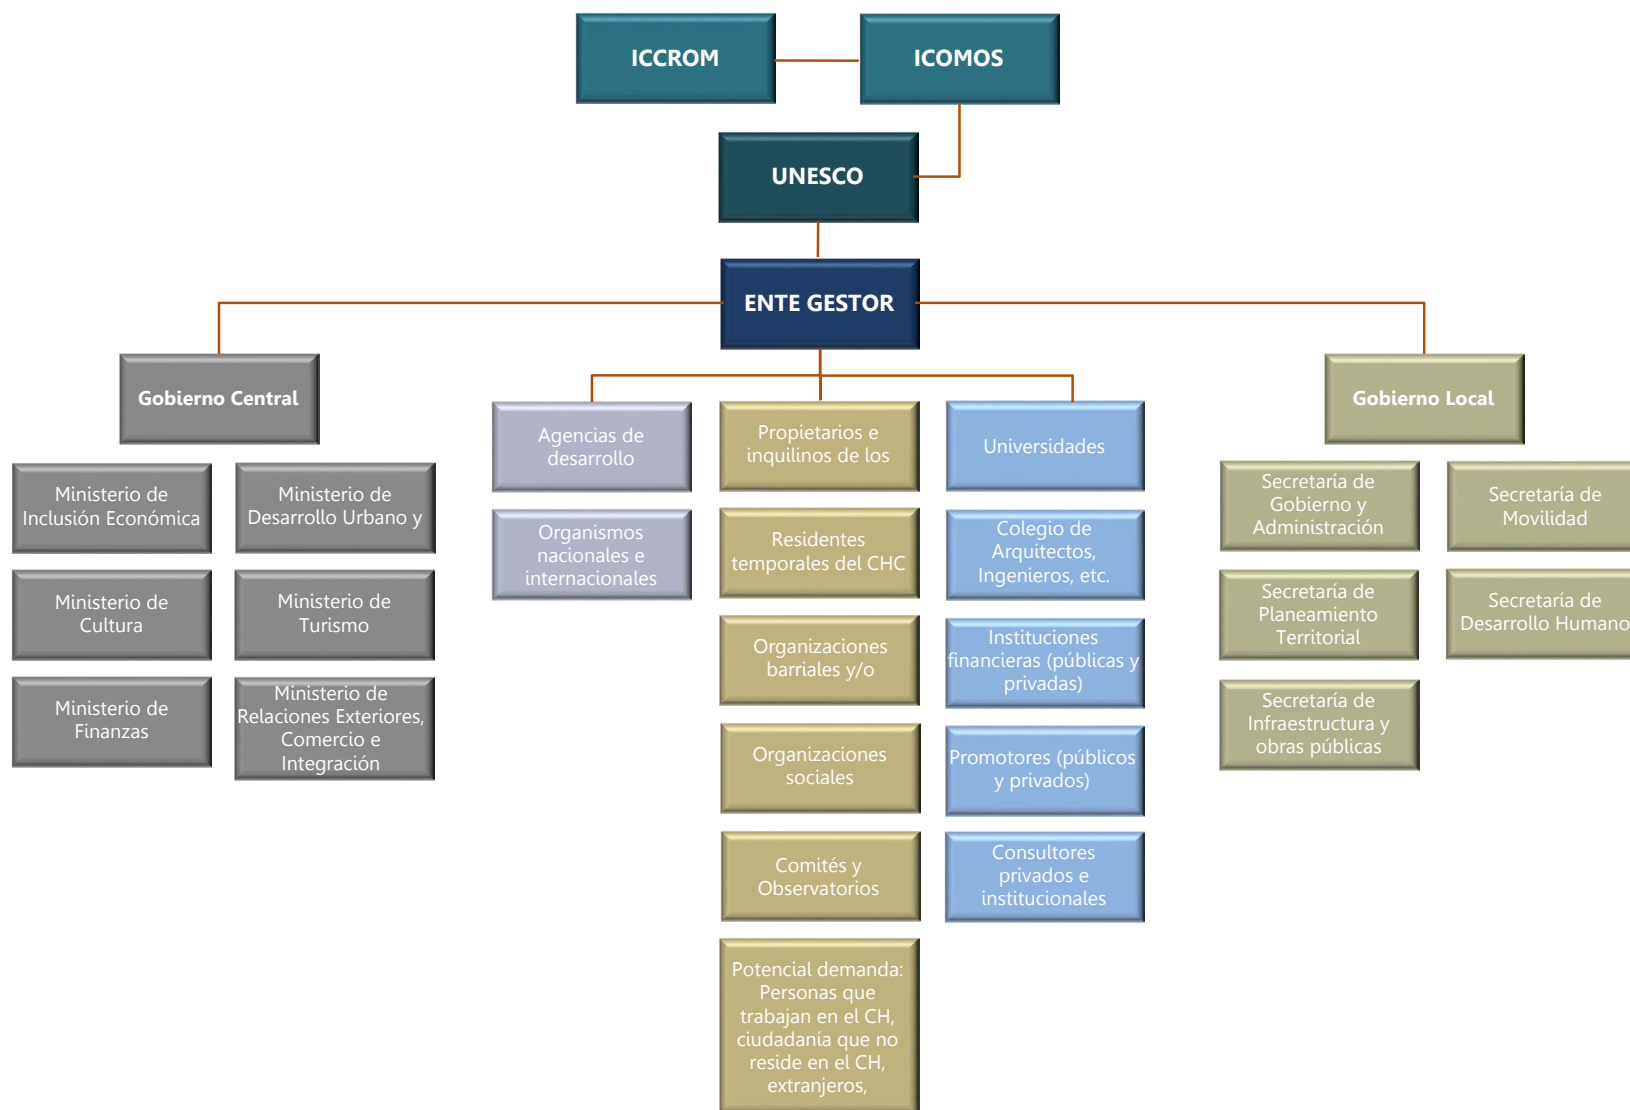 ICCROM
ICOMOS
UNESCO
ENTE GESTOR
Gobierno Central
Ministerio de
Inclusión Económica
Ministerio de
Desarrollo Urbano y
Ministerio de
Cultura
Ministerio de
Turismo
Ministerio de
Finanzas
Ministerio de
Relaciones Exteriores,
Comercio e
Integración
Agencias de
desarrollo
Organismos
nacionales e
internacionales
Propietarios e
inquilinos de los
Residentes
temporales del CHC
Organizaciones
barriales y/o
Organizaciones
sociales
Comités y
Observatorios
Potencial demanda:
Personas que
trabajan en el CH,
ciudadanía que no
reside en el CH,
extranjeros,
Universidades
Colegio de
Arquitectos,
Ingenieros, etc.
Instituciones
financieras (públicas y
privadas)
Promotores (públicos
y privados)
Consultores
privados e
institucionales
Gobierno Local
Secretaría de
Gobierno y
Administración
Secretaría de
Movilidad
Secretaría de
Planeamiento
Territorial
Secretaría de
Desarrollo Humano
Secretaría de
Infraestructura y
obras públicas